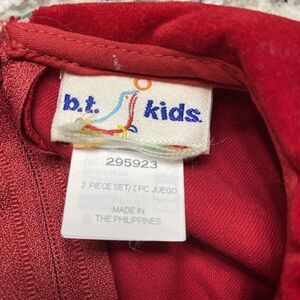 b.t. kids.
295923
2 PIECE SET/2 PC JUEGO
MADE IN
THE PHILIPPINES